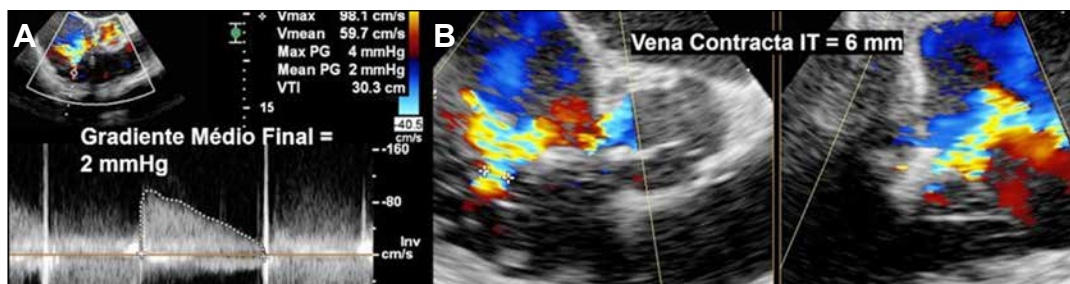 A
Vmax 98.1 cm/s
Vmean 59.7 cm/s
Max PG 4 mmHg
Mean PG 2 mmHg
VTI 30.3 cm
15
-40.5
cm/s
Gradiente Médio Final =
2 mmHg
-160
-80
Inv
cm/s
B
Vena Contracta IT = 6 mm